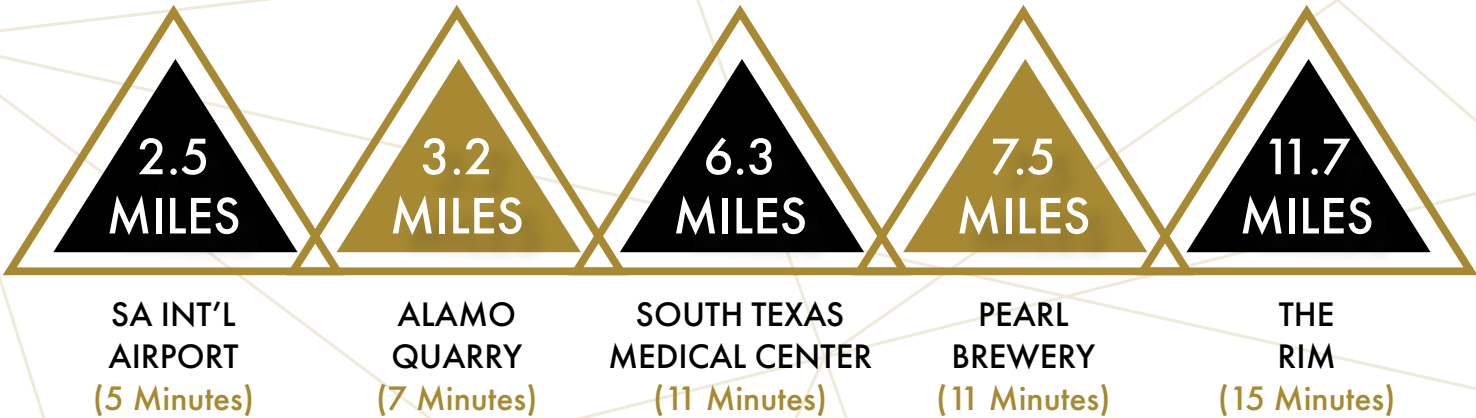 2.5
MILES
SA INT'L
AIRPORT
(5 Minutes)
3.2
MILES
ALAMO
QUARRY
(7 Minutes)
6.3
MILES
SOUTH TEXAS
MEDICAL CENTER
(11 Minutes)
7.5
MILES
PEARL
BREWERY
(11 Minutes)
11.7
MILES
THE
RIM
(15 Minutes)